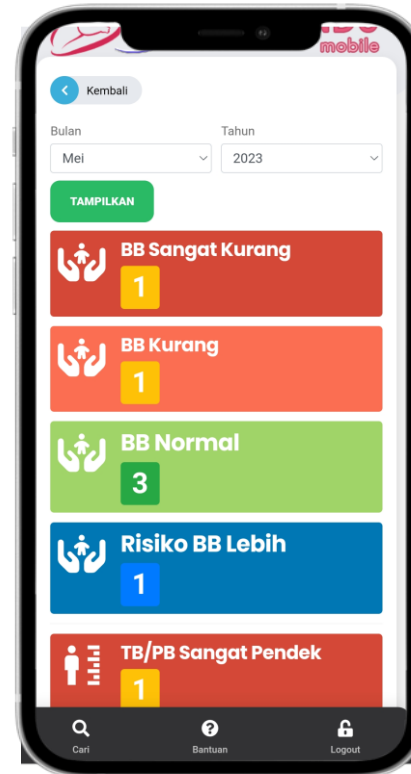 mobile
Kembali
Bulan
Tahun
Mei
2023
TAMPILKAN
BB Sangat Kurang
1
BB Kurang
1
BB Normal
3
Risiko BB Lebih
1
TB/PB Sangat Pendek
1
Cari
Bantuan
Logout